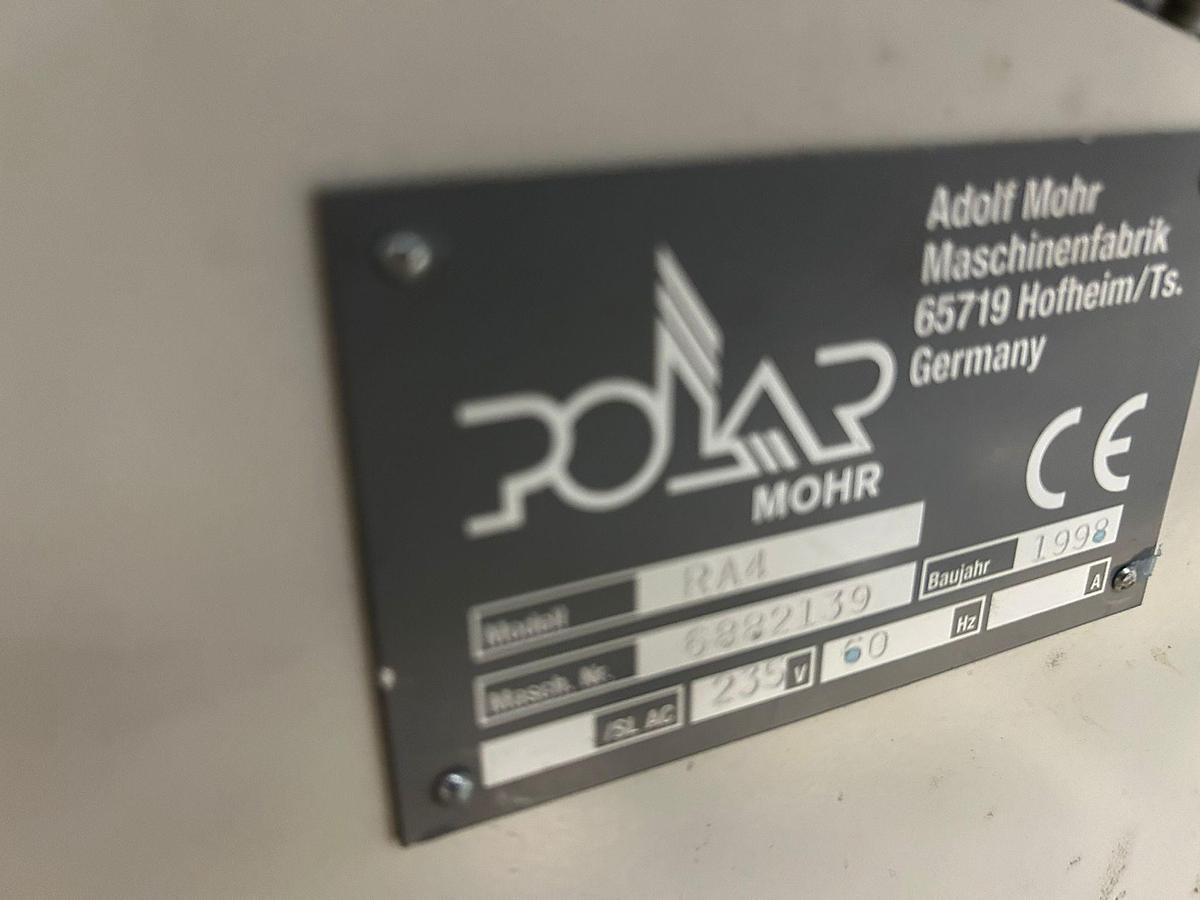 Adolf Mohr
Maschinenfabrik
65719 Hofheim/Ts.
Germany
POLAR
MOHR
CE
Modell RA4
Masch. Nr. 6882139 Baujahr 1998
/SL AC 235 V 60 Hz A